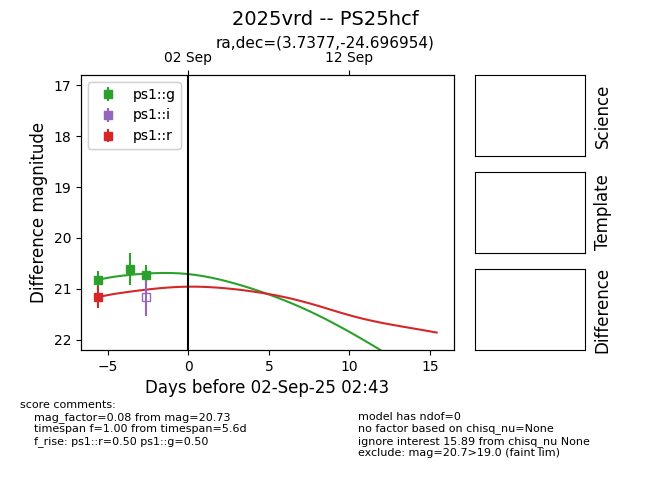 2025vrd -- PS25hcf
ra,dec=(3.7377,-24.696954)
02 Sep
12 Sep
17
18
19
20
21
22
Difference magnitude
ps1::g
ps1::i
ps1::r
−5
0
5
10
15
Days before 02-Sep-25 02:43
Science
Template
Difference
score comments:
mag_factor=0.08 from mag=20.73
timespan f=1.00 from timespan=5.6d
f_rise: ps1::r=0.50 ps1::g=0.50
model has ndof=0
no factor based on chisq_nu=None
ignore interest 15.89 from chisq_nu None
exclude: mag=20.7>19.0 (faint lim)